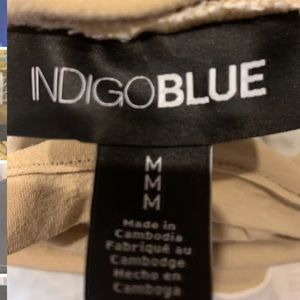 INDIGOBLUE
M
M
M
Made in
Cambodia
Fabriqué au
Cambodge
Hecho en
Camboya